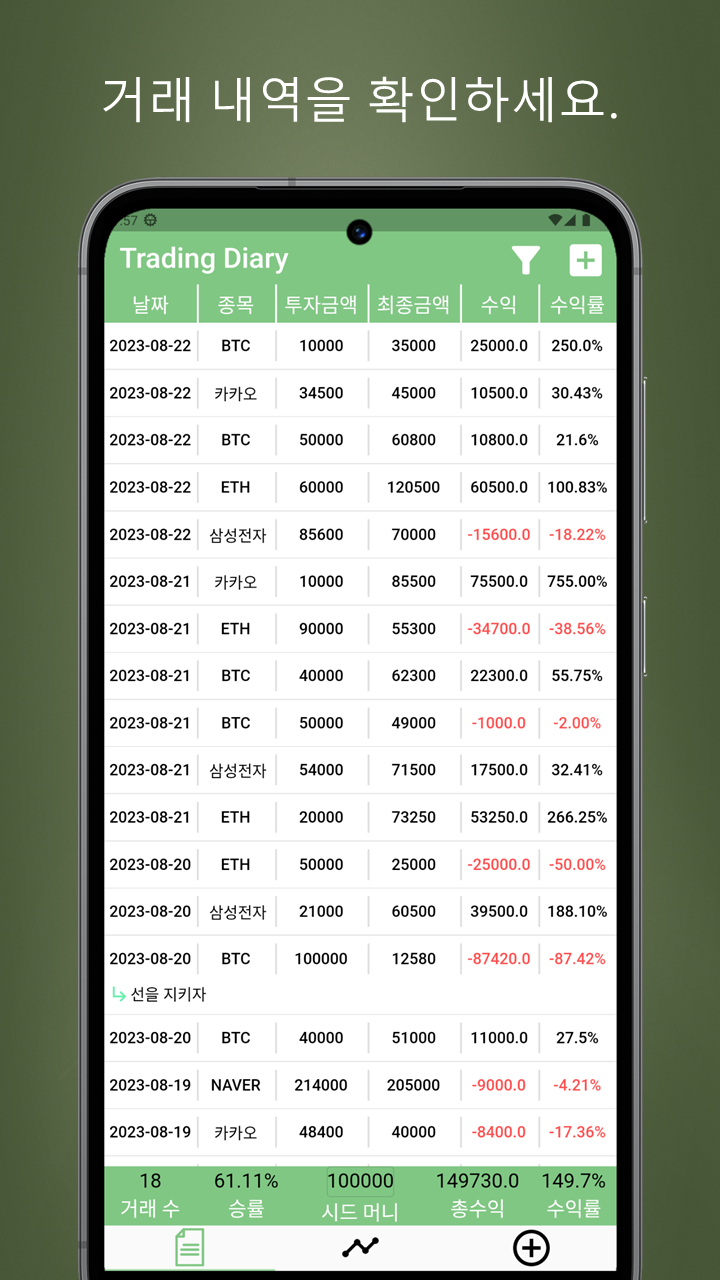 거래 내역을 확인하세요.
:57
Trading Diary
날짜 종목 투자금액 최종금액 수익 수익률
2023-08-22 BTC 10000 35000 25000.0 250.0%
2023-08-22 카카오 34500 45000 10500.0 30.43%
2023-08-22 BTC 50000 60800 10800.0 21.6%
2023-08-22 ETH 60000 120500 60500.0 100.83%
2023-08-22 삼성전자 85600 70000 -15600.0 -18.22%
2023-08-21 카카오 10000 85500 75500.0 755.00%
2023-08-21 ETH 90000 55300 -34700.0 -38.56%
2023-08-21 BTC 40000 62300 22300.0 55.75%
2023-08-21 BTC 50000 49000 -1000.0 -2.00%
2023-08-21 삼성전자 54000 71500 17500.0 32.41%
2023-08-21 ETH 20000 73250 53250.0 266.25%
2023-08-20 ETH 50000 25000 -25000.0 -50.00%
2023-08-20 삼성전자 21000 60500 39500.0 188.10%
2023-08-20 BTC 100000 12580 -87420.0 -87.42%
선을 지키자
2023-08-20 BTC 40000 51000 11000.0 27.5%
2023-08-19 NAVER 214000 205000 -9000.0 -4.21%
2023-08-19 카카오 48400 40000 -8400.0 -17.36%
18 61.11% 100000 149730.0 149.7%
거래 수 승률 시드 머니 총수익 수익률